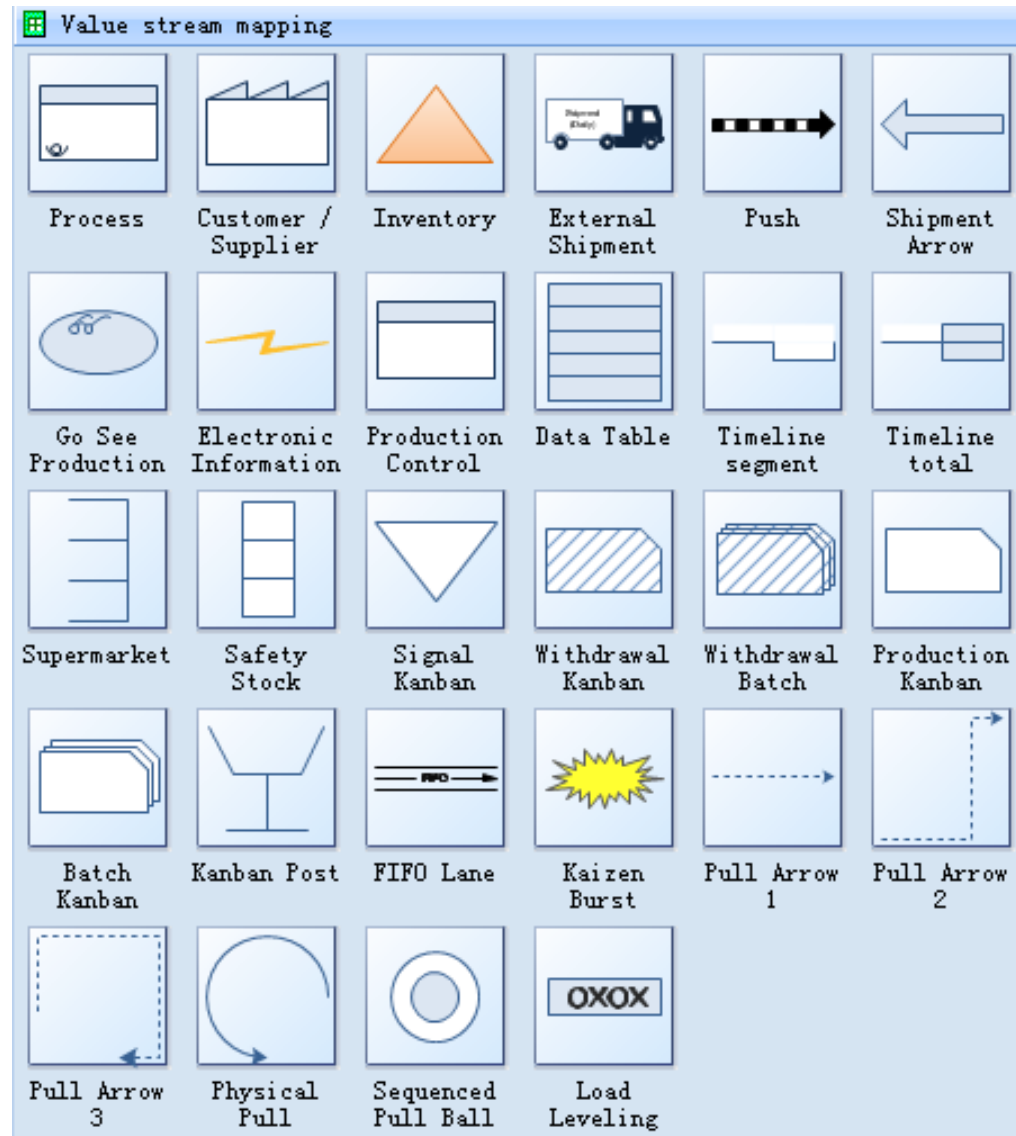 Value stream mapping
Shipment
(Daily)
Process
Customer /
Supplier
Inventory
External
Shipment
Push
Shipment
Arrow
Go See
Production
Electronic
Information
Production
Control
Data Table
Timeline
segment
Timeline
total
Supermarket
Safety
Stock
Signal
Kanban
Withdrawal
Kanban
Withdrawal
Batch
Production
Kanban
FIFO
Batch
Kanban
Kanban Post
FIFO Lane
Kaizen
Burst
Pull Arrow
1
Pull Arrow
2
OXOX
Pull Arrow
3
Physical
Pull
Sequenced
Pull Ball
Load
Leveling